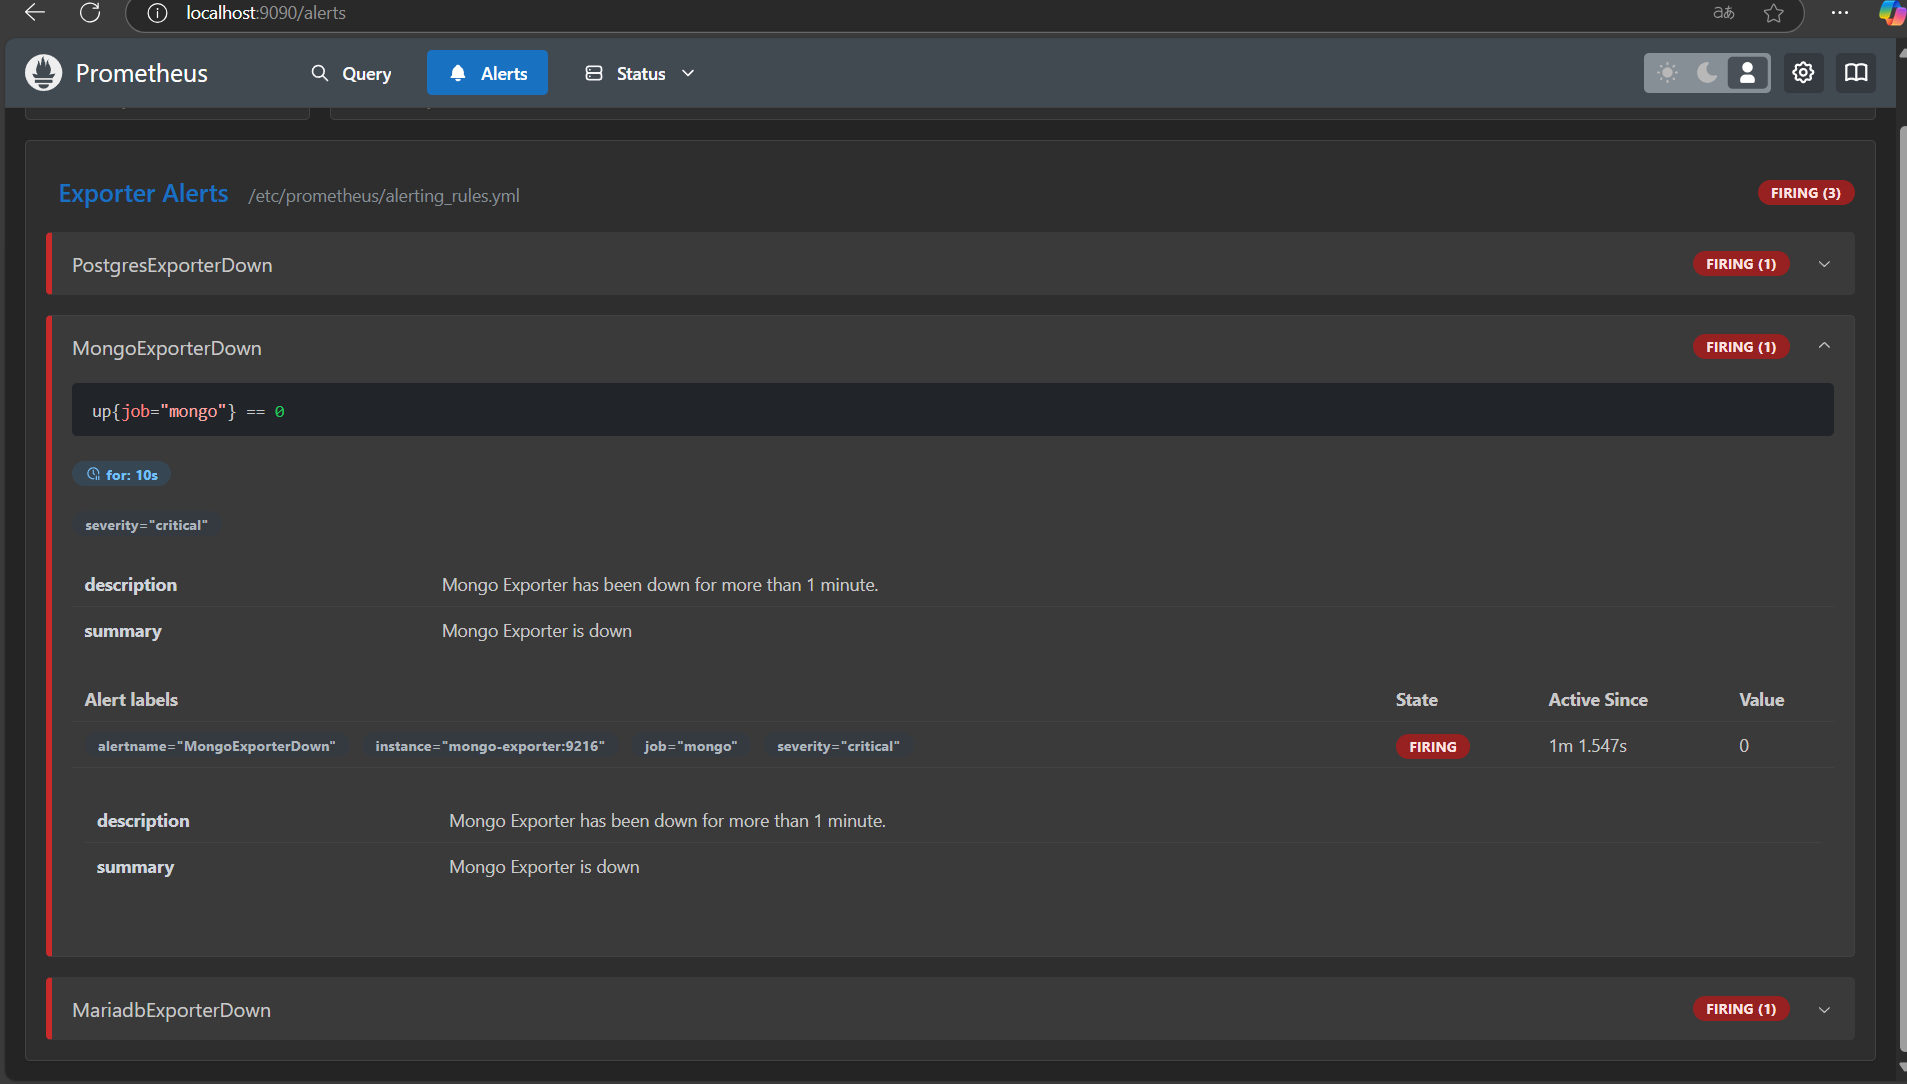 localhost:9090/alerts
aあ
Prometheus
Query
Alerts
Status
Exporter Alerts /etc/prometheus/alerting_rules.yml
FIRING (3)
PostgresExporterDown
FIRING (1)
MongoExporterDown
FIRING (1)
up{job="mongo"} == 0
for: 10s
severity="critical"
description Mongo Exporter has been down for more than 1 minute.
summary Mongo Exporter is down
Alert labels State Active Since Value
alertname="MongoExporterDown" instance="mongo-exporter:9216" job="mongo" severity="critical" FIRING 1m 1.547s 0
description Mongo Exporter has been down for more than 1 minute.
summary Mongo Exporter is down
MariadbExporterDown
FIRING (1)